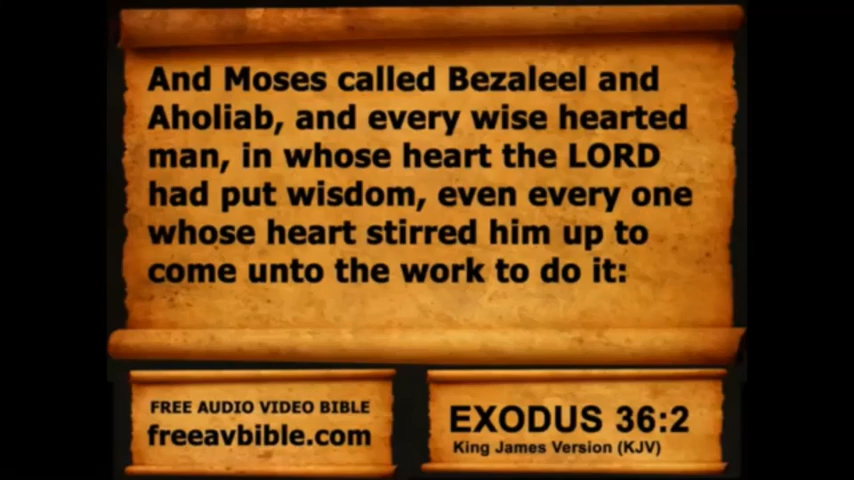 And Moses called Bezaleel and
Aholiab, and every wise hearted
man, in whose heart the LORD
had put wisdom, even every one
whose heart stirred him up to
come unto the work to do it:
FREE AUDIO VIDEO BIBLE
freeavbible.com
EXODUS 36:2
King James Version (KJV)